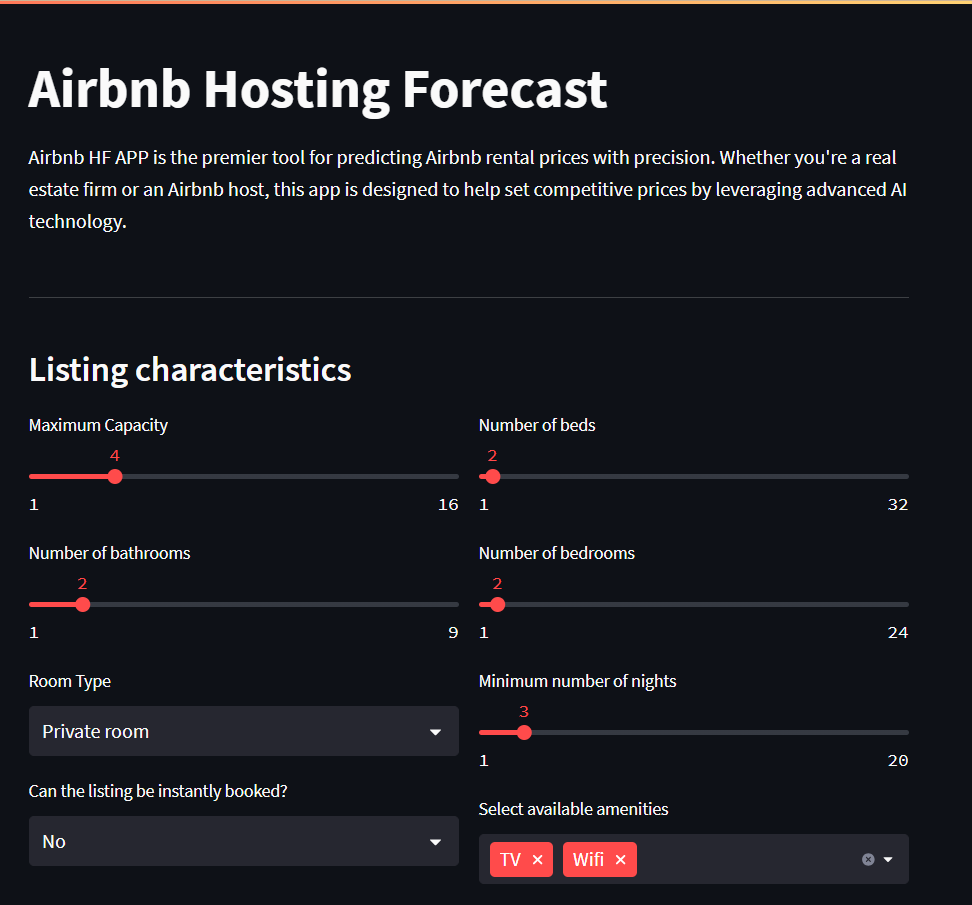 Airbnb Hosting Forecast
Airbnb HF APP is the premier tool for predicting Airbnb rental prices with precision. Whether you're a real
estate firm or an Airbnb host, this app is designed to help set competitive prices by leveraging advanced AI
technology.
Listing characteristics
Maximum Capacity
4
1 16
Number of beds
2
1 32
Number of bathrooms
2
1 9
Number of bedrooms
2
1 24
Room Type
Private room
Minimum number of nights
3
1 20
Can the listing be instantly booked?
No
Select available amenities
TV Wifi